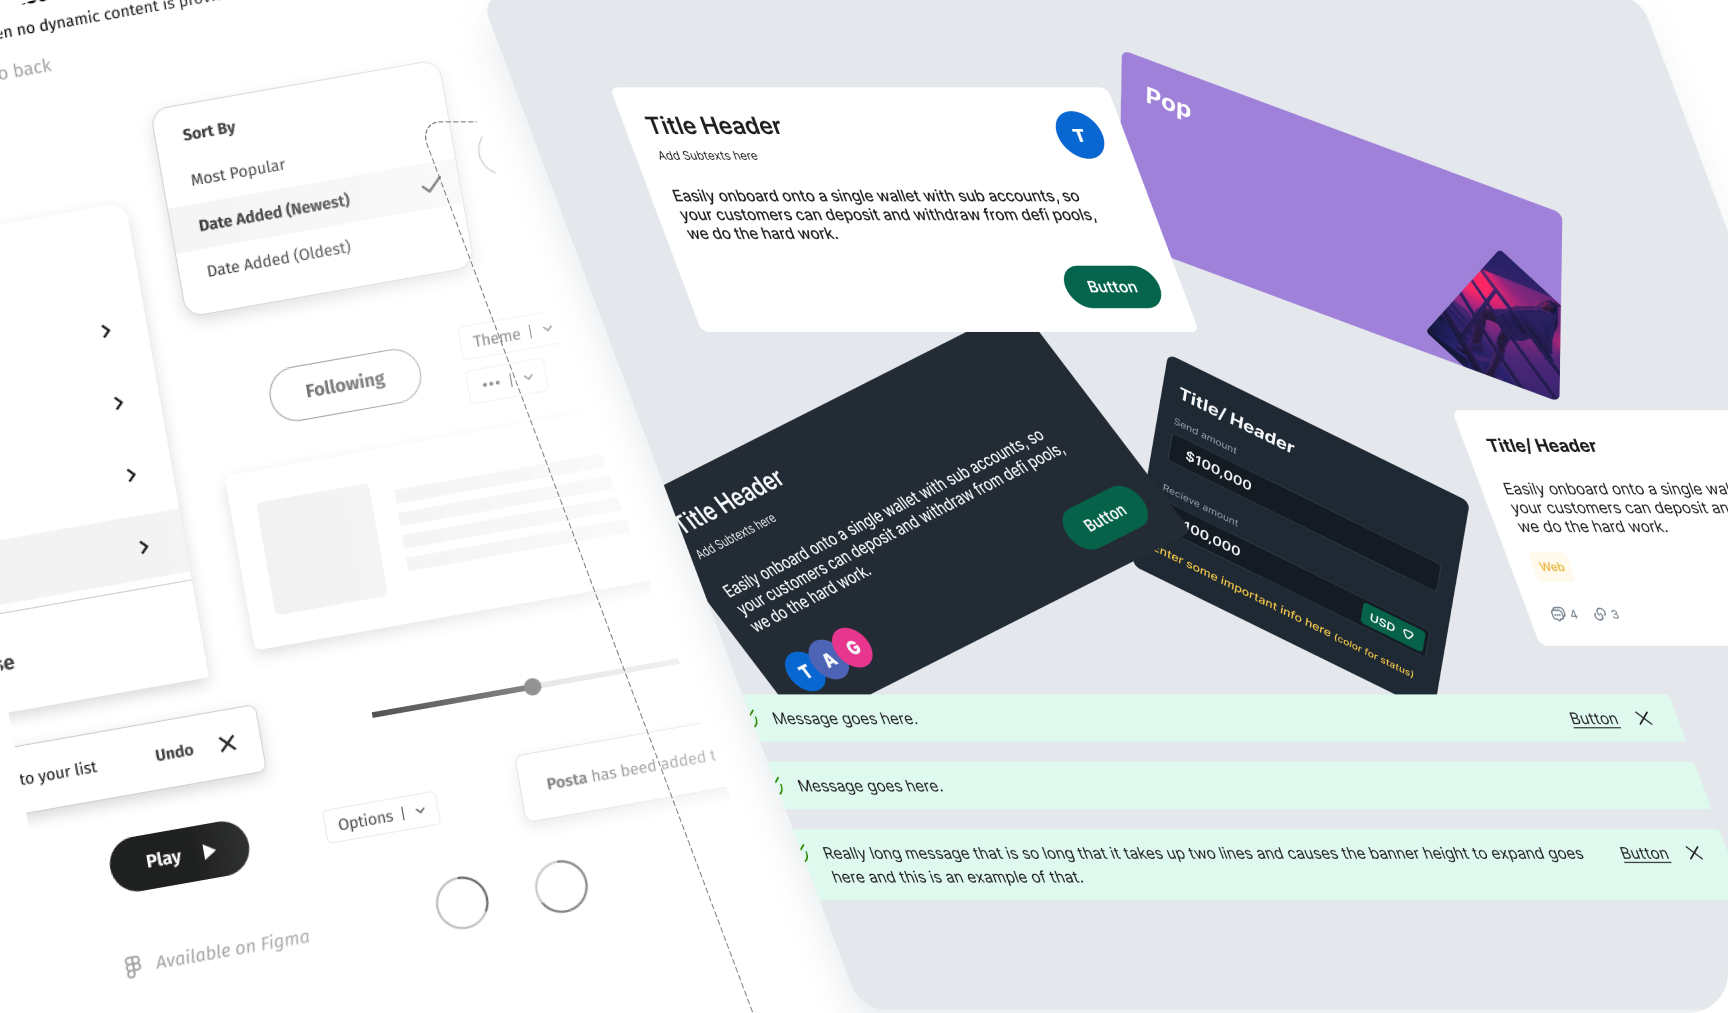 en no dynamic content is provi
o back
Sort By
Most Popular
Date Added (Newest)
Date Added (Oldest)
Following
Theme
Options
se
to your list
Undo
Posta has beed added t
Play
Available on Figma
Title Header
T
Add Subtexts here
Easily onboard onto a single wallet with sub accounts, so
your customers can deposit and withdraw from defi pools,
we do the hard work.
Button
Pop
Title Header
Add Subtexts here
Easily onboard onto a single wallet with sub accounts, so
your customers can deposit and withdraw from defi pools,
we do the hard work.
Button
T A G
Title/ Header
Send amount
$100,000
Recieve amount
100,000
USD
Enter some important info here (color for status)
Title/ Header
Easily onboard onto a single wal
your customers can deposit an
we do the hard work.
Web
4 3
Message goes here.
Button
Message goes here.
Really long message that is so long that it takes up two lines and causes the banner height to expand goes
here and this is an example of that.
Button